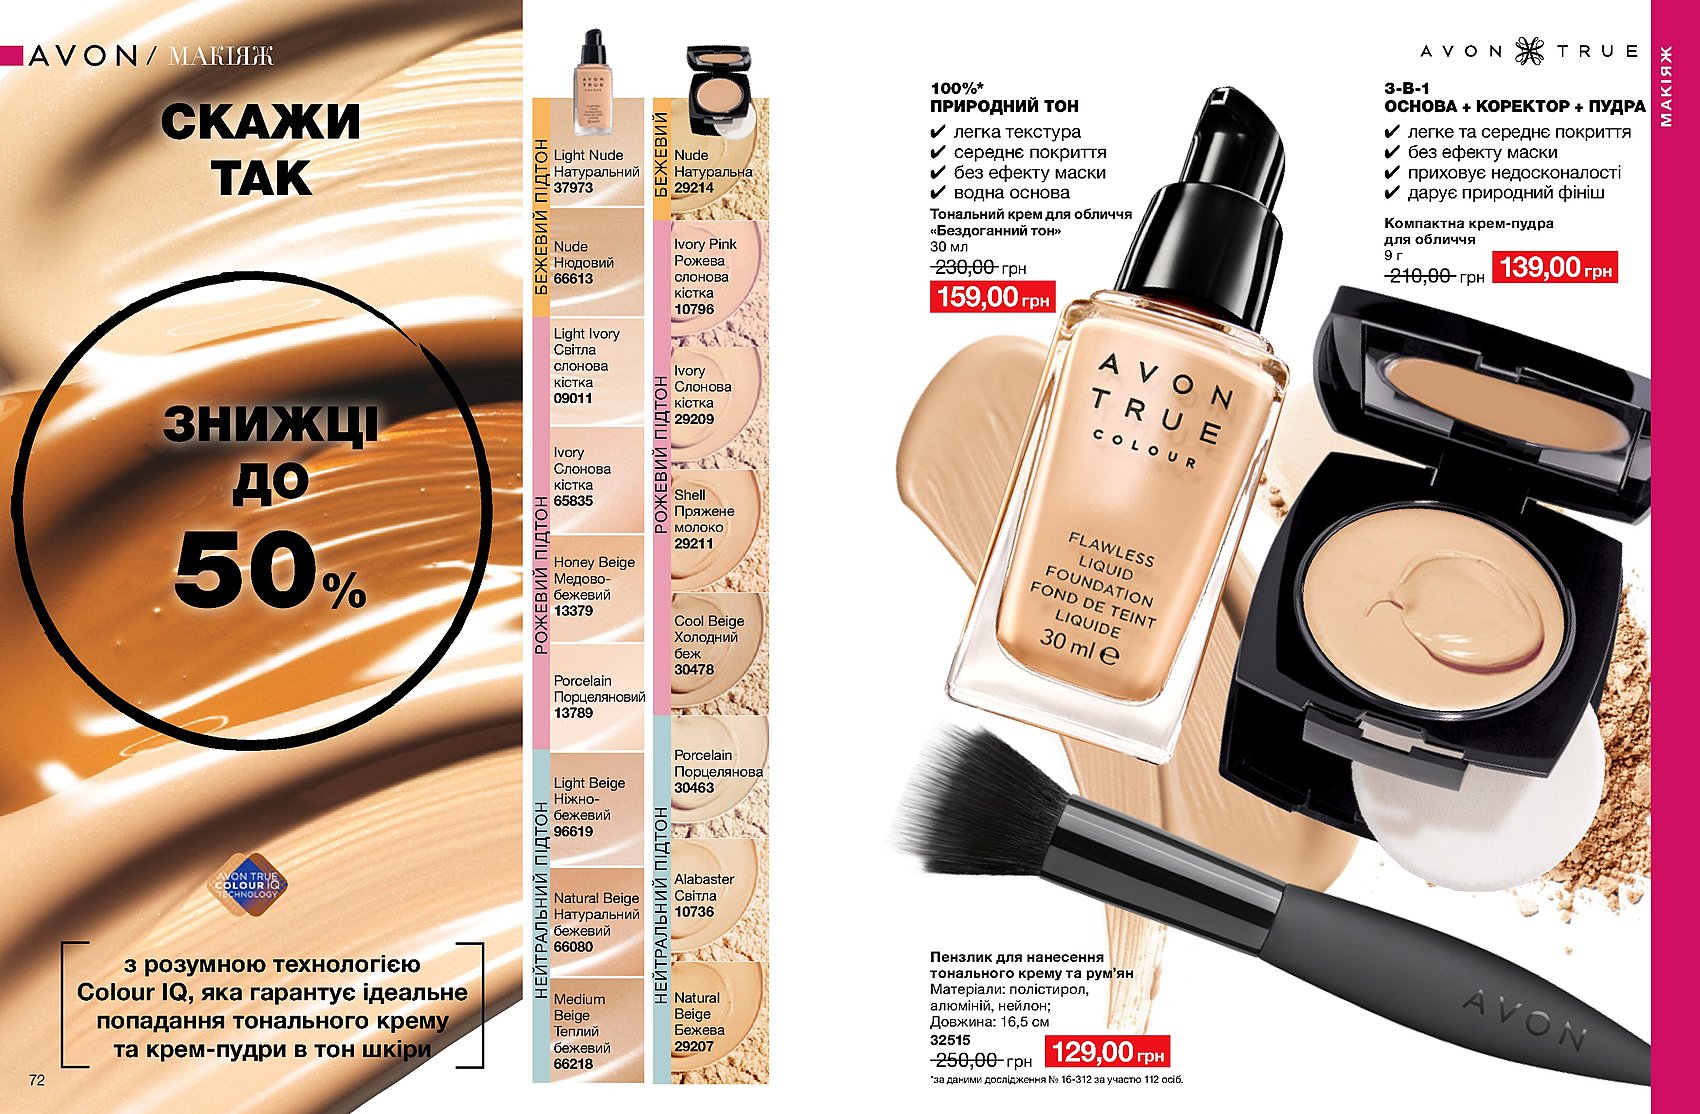 AVON / МАКІЯЖ
СКАЖИ
ТАК
ЗНИЖЦІ
ДО
50%
AVON TRUE
COLOUR IQ
TECHNOLOGY
з розумною технологією
Colour IQ, яка гарантує ідеальне
попадання тонального крему
та крем-пудри в тон шкіри
72
БЕЖЕВИЙ ПІДТОН
Light Nude
Натуральний
37973
Nude
Нюдовий
66613
РОЖЕВИЙ ПІДТОН
Light Ivory
Світла
слонова
кістка
09011
Ivory
Слонова
кістка
65835
Honey Beige
Медово-
бежевий
13379
Porcelain
Порцеляновий
13789
НЕЙТРАЛЬНИЙ ПІДТОН
Light Beige
Ніжно-
бежевий
96619
Natural Beige
Натуральний
бежевий
66080
Medium
Beige
Теплий
бежевий
66218
БЕЖЕВИЙ
Nude
Натуральна
29214
РОЖЕВИЙ ПІДТОН
Ivory Pink
Рожева
слонова
кістка
10796
Ivory
Слонова
кістка
29209
Shell
Пряжене
молоко
29211
Cool Beige
Холодний
беж
30478
НЕЙТРАЛЬНИЙ ПІДТОН
Porcelain
Порцелянова
30463
Alabaster
Світла
10736
Natural
Beige
Бежева
29207
100%*
ПРИРОДНИЙ ТОН
✔ легка текстура
✔ середнє покриття
✔ без ефекту маски
✔ водна основа
Тональний крем для обличчя
«Бездоганний тон»
30 мл
230,00 грн
159,00 грн
AVON TRUE
МАКІЯЖ
3-В-1
ОСНОВА + КОРЕКТОР + ПУДРА
✔ легке та середнє покриття
✔ без ефекту маски
✔ приховує недосконалості
✔ дарує природний фініш
Компактна крем-пудра
для обличчя
9 г
210,00 грн
139,00 грн
AVON
TRUE
COLOUR
FLAWLESS
LIQUID
FOUNDATION
FOND DE TEINT
LIQUIDE
30 ml e
AVON
Пензлик для нанесення
тонального крему та рум'ян
Матеріали: полістирол,
алюміній, нейлон;
Довжина: 16,5 см
32515
250,00 грн
129,00 грн
*за даними дослідження № 16-312 за участю 112 осіб.